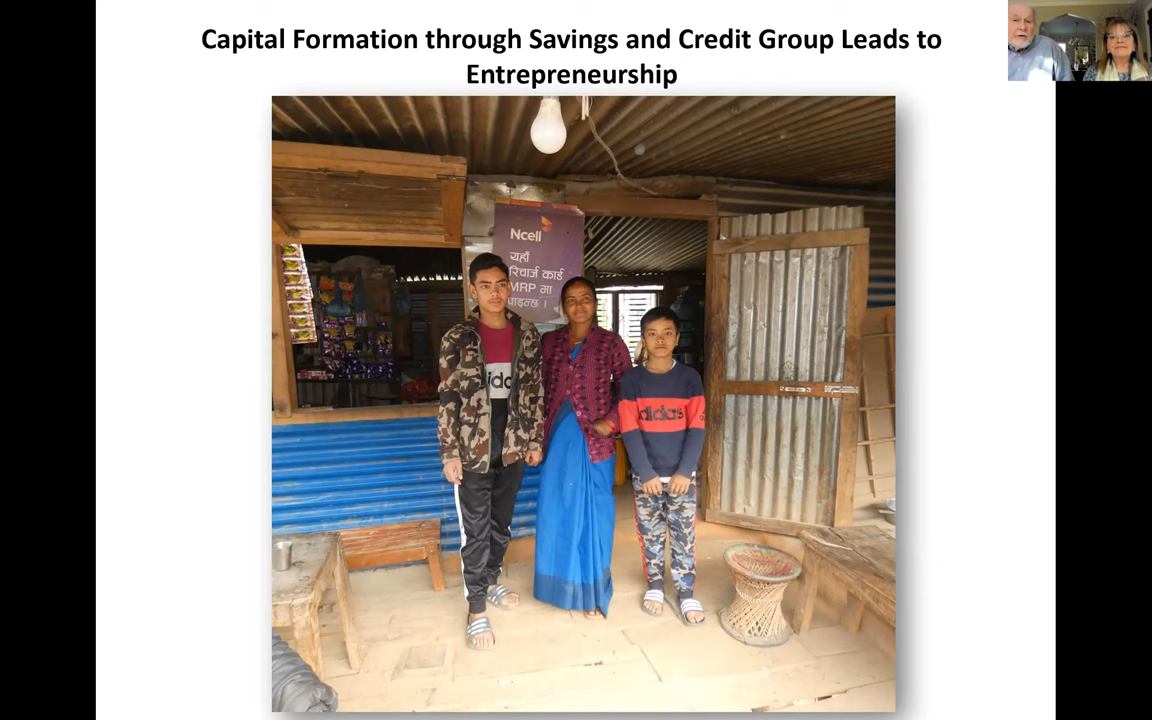 Capital Formation through Savings and Credit Group Leads to
Entrepreneurship
Ncell
यहाँ
रिचार्ज कार्ड
MRP मा
पाइन्छ ।
adidas